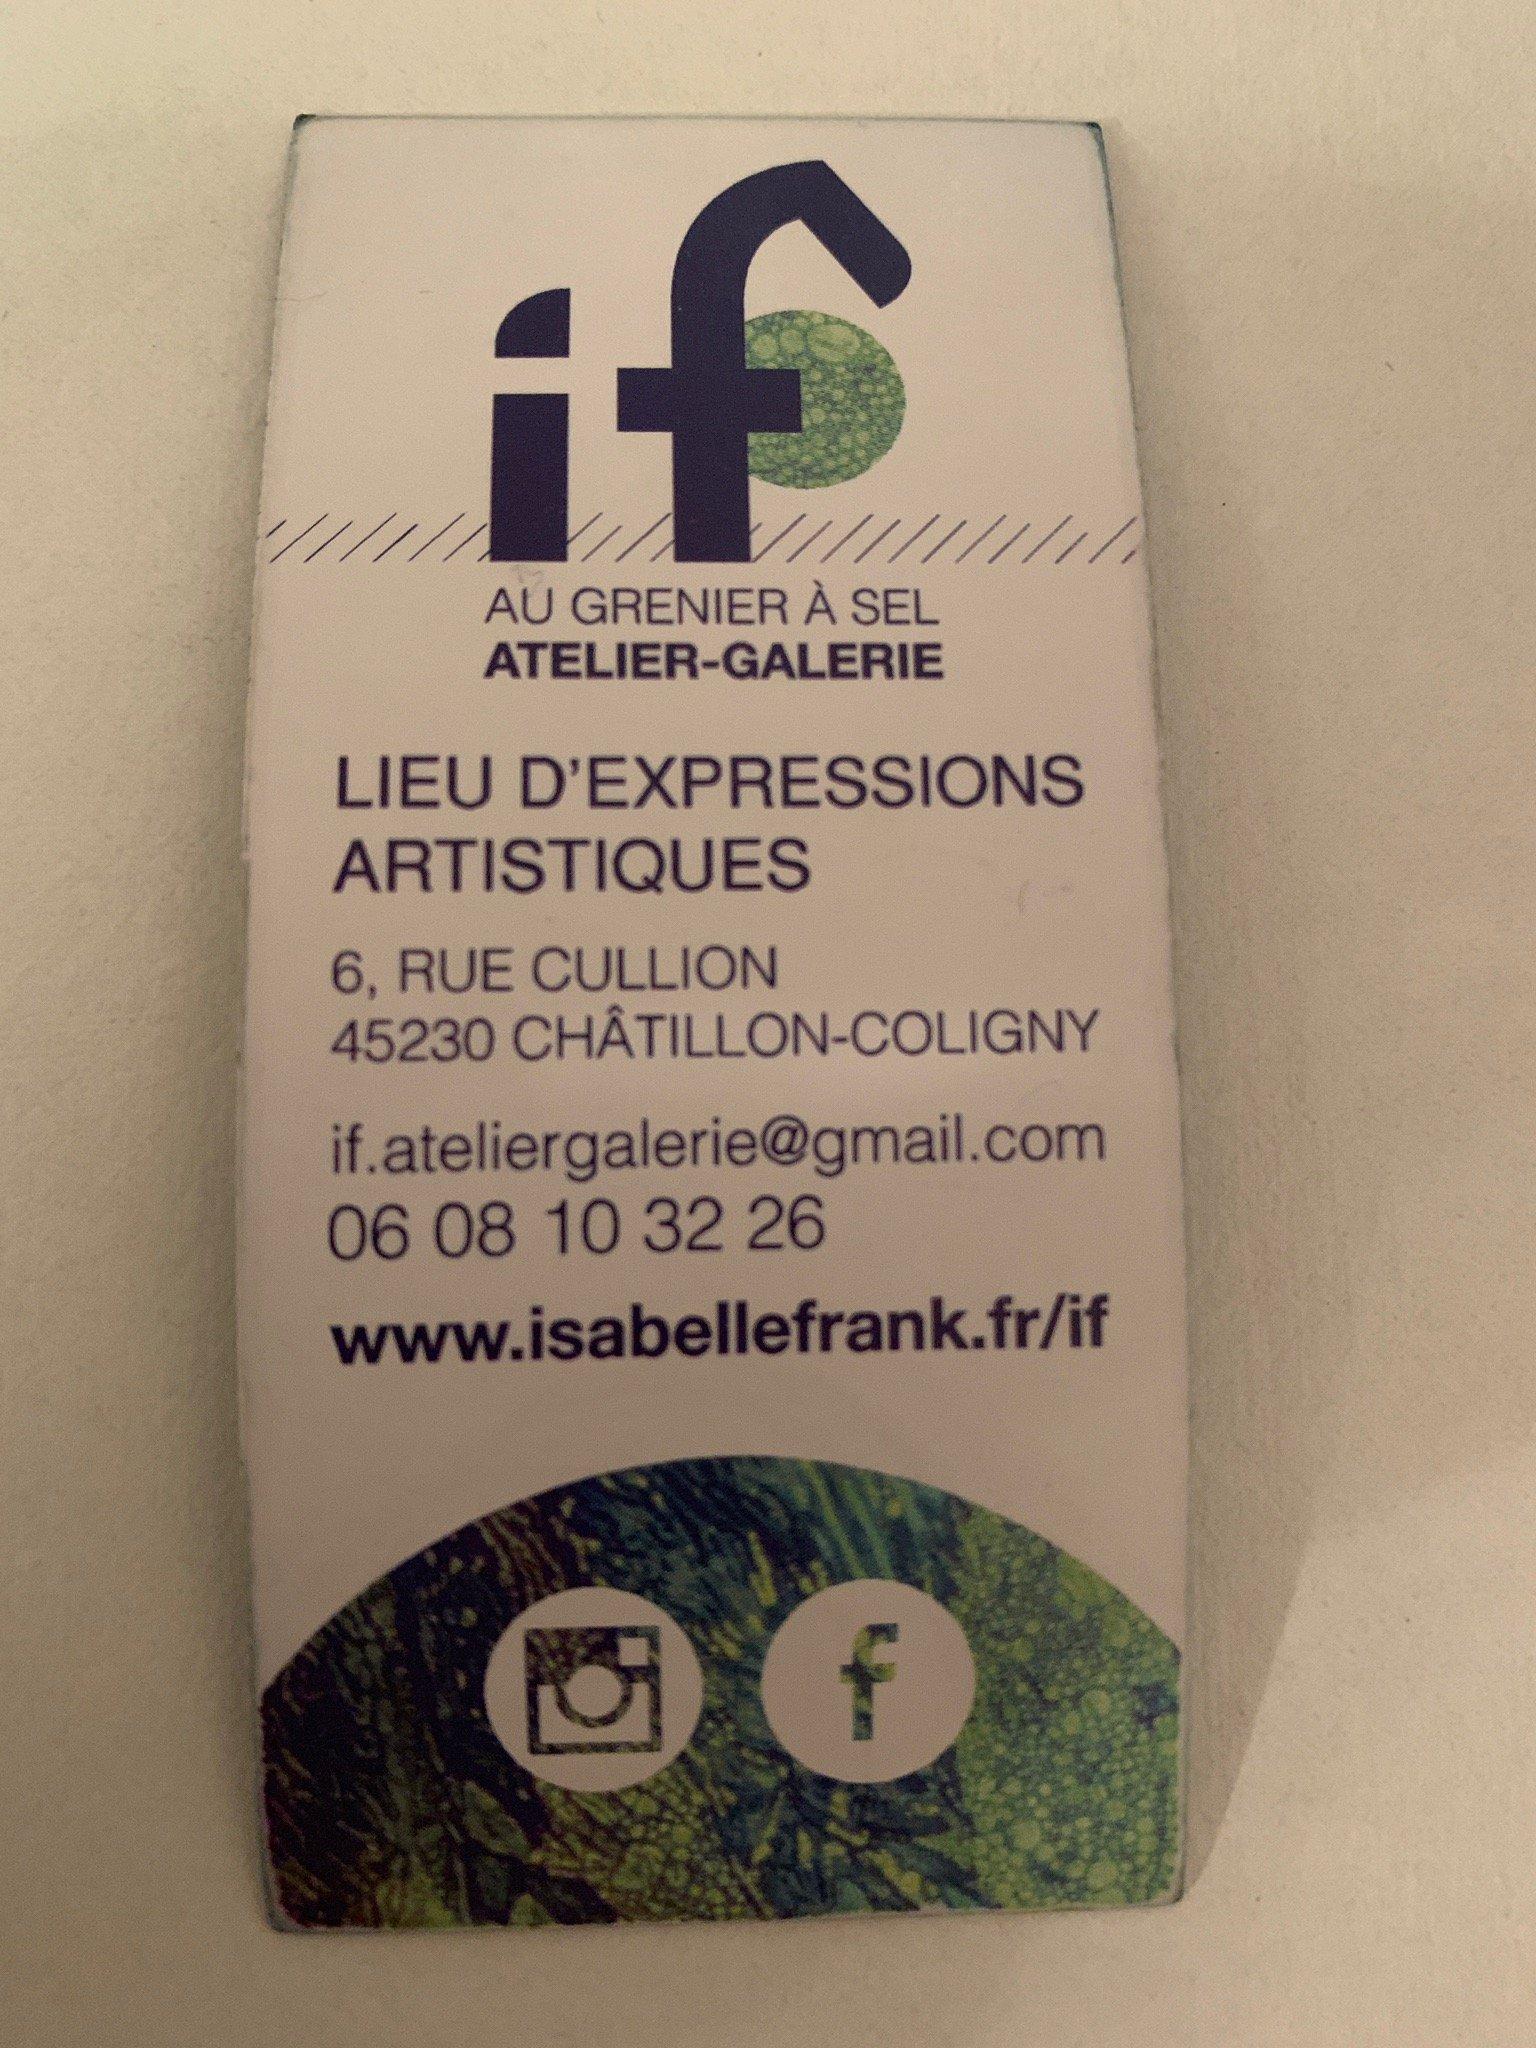 if
AU GRENIER À SEL
ATELIER-GALERIE
LIEU D'EXPRESSIONS
ARTISTIQUES
6, RUE CULLION
45230 CHÂTILLON-COLIGNY
if.ateliergalerie@gmail.com
06 08 10 32 26
www.isabellefrank.fr/if
f